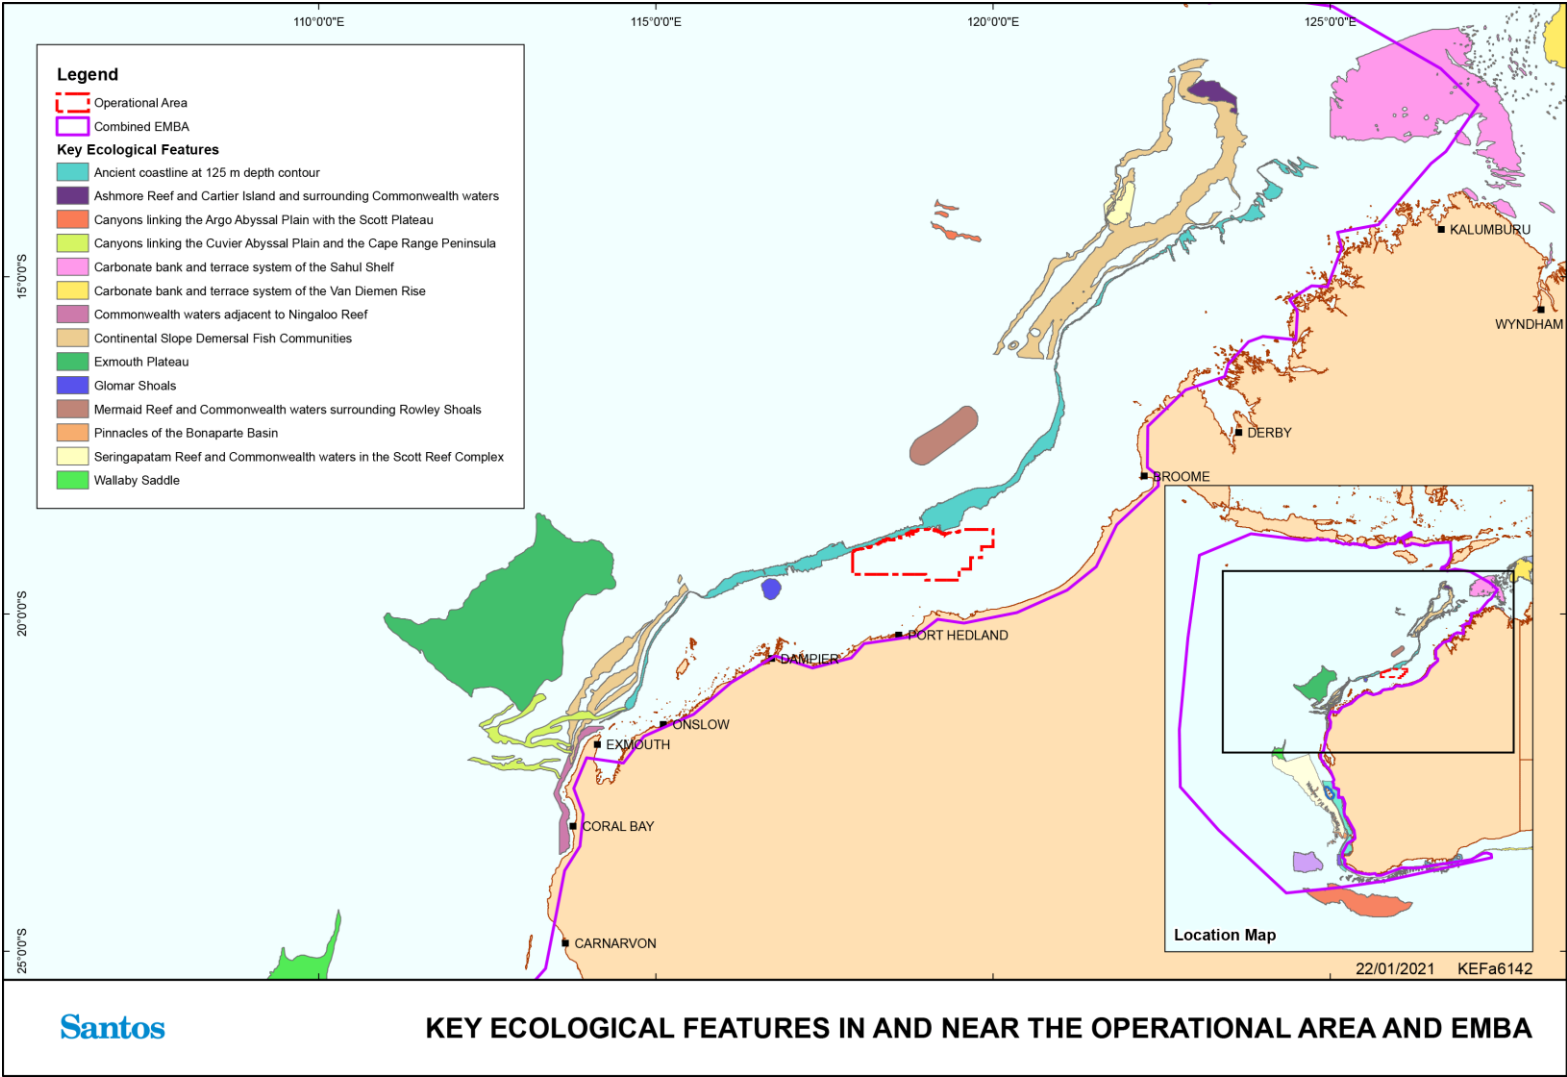 110°0'0"E
115°0'0"E
120°0'0"E
125°0'0"E
Legend
Operational Area
Combined EMBA
Key Ecological Features
Ancient coastline at 125 m depth contour
Ashmore Reef and Cartier Island and surrounding Commonwealth waters
Canyons linking the Argo Abyssal Plain with the Scott Plateau
Canyons linking the Cuvier Abyssal Plain and the Cape Range Peninsula
Carbonate bank and terrace system of the Sahul Shelf
Carbonate bank and terrace system of the Van Diemen Rise
Commonwealth waters adjacent to Ningaloo Reef
Continental Slope Demersal Fish Communities
Exmouth Plateau
Glomar Shoals
Mermaid Reef and Commonwealth waters surrounding Rowley Shoals
Pinnacles of the Bonaparte Basin
Seringapatam Reef and Commonwealth waters in the Scott Reef Complex
Wallaby Saddle
15°0'0"S
20°0'0"S
25°0'0"S
KALUMBURU
WYNDHAM
DERBY
BROOME
PORT HEDLAND
DAMPIER
ONSLOW
EXMOUTH
CORAL BAY
CARNARVON
Location Map
22/01/2021 KEFa6142
Santos
KEY ECOLOGICAL FEATURES IN AND NEAR THE OPERATIONAL AREA AND EMBA